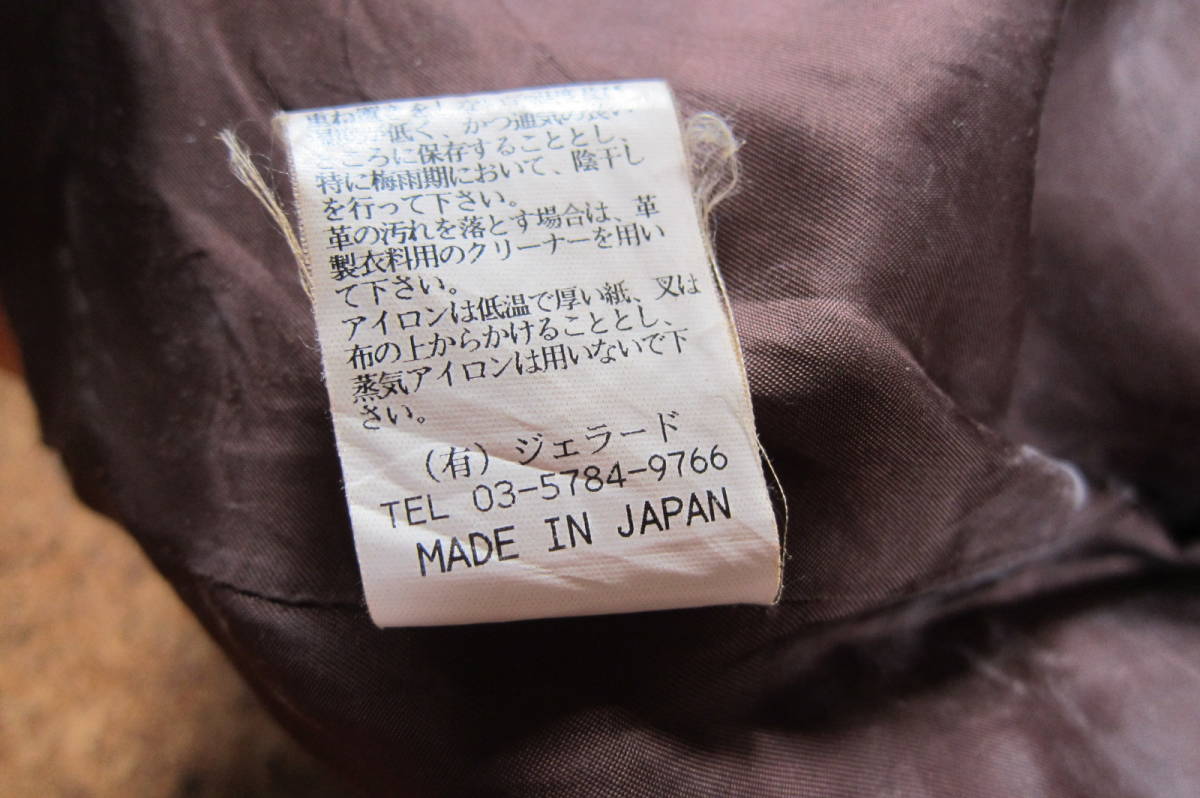 低く、かつ通気の良い
ところに保存することとし、
特に梅雨期において、陰干し
を行って下さい。
革の汚れを落とす場合は、革
製衣料用のクリーナーを用い
て下さい。
アイロンは低温で厚い紙、又は
布の上からかけることとし、
蒸気アイロンは用いないで下
さい。
（有）ジェラード
TEL 03-5784-9766
MADE IN JAPAN